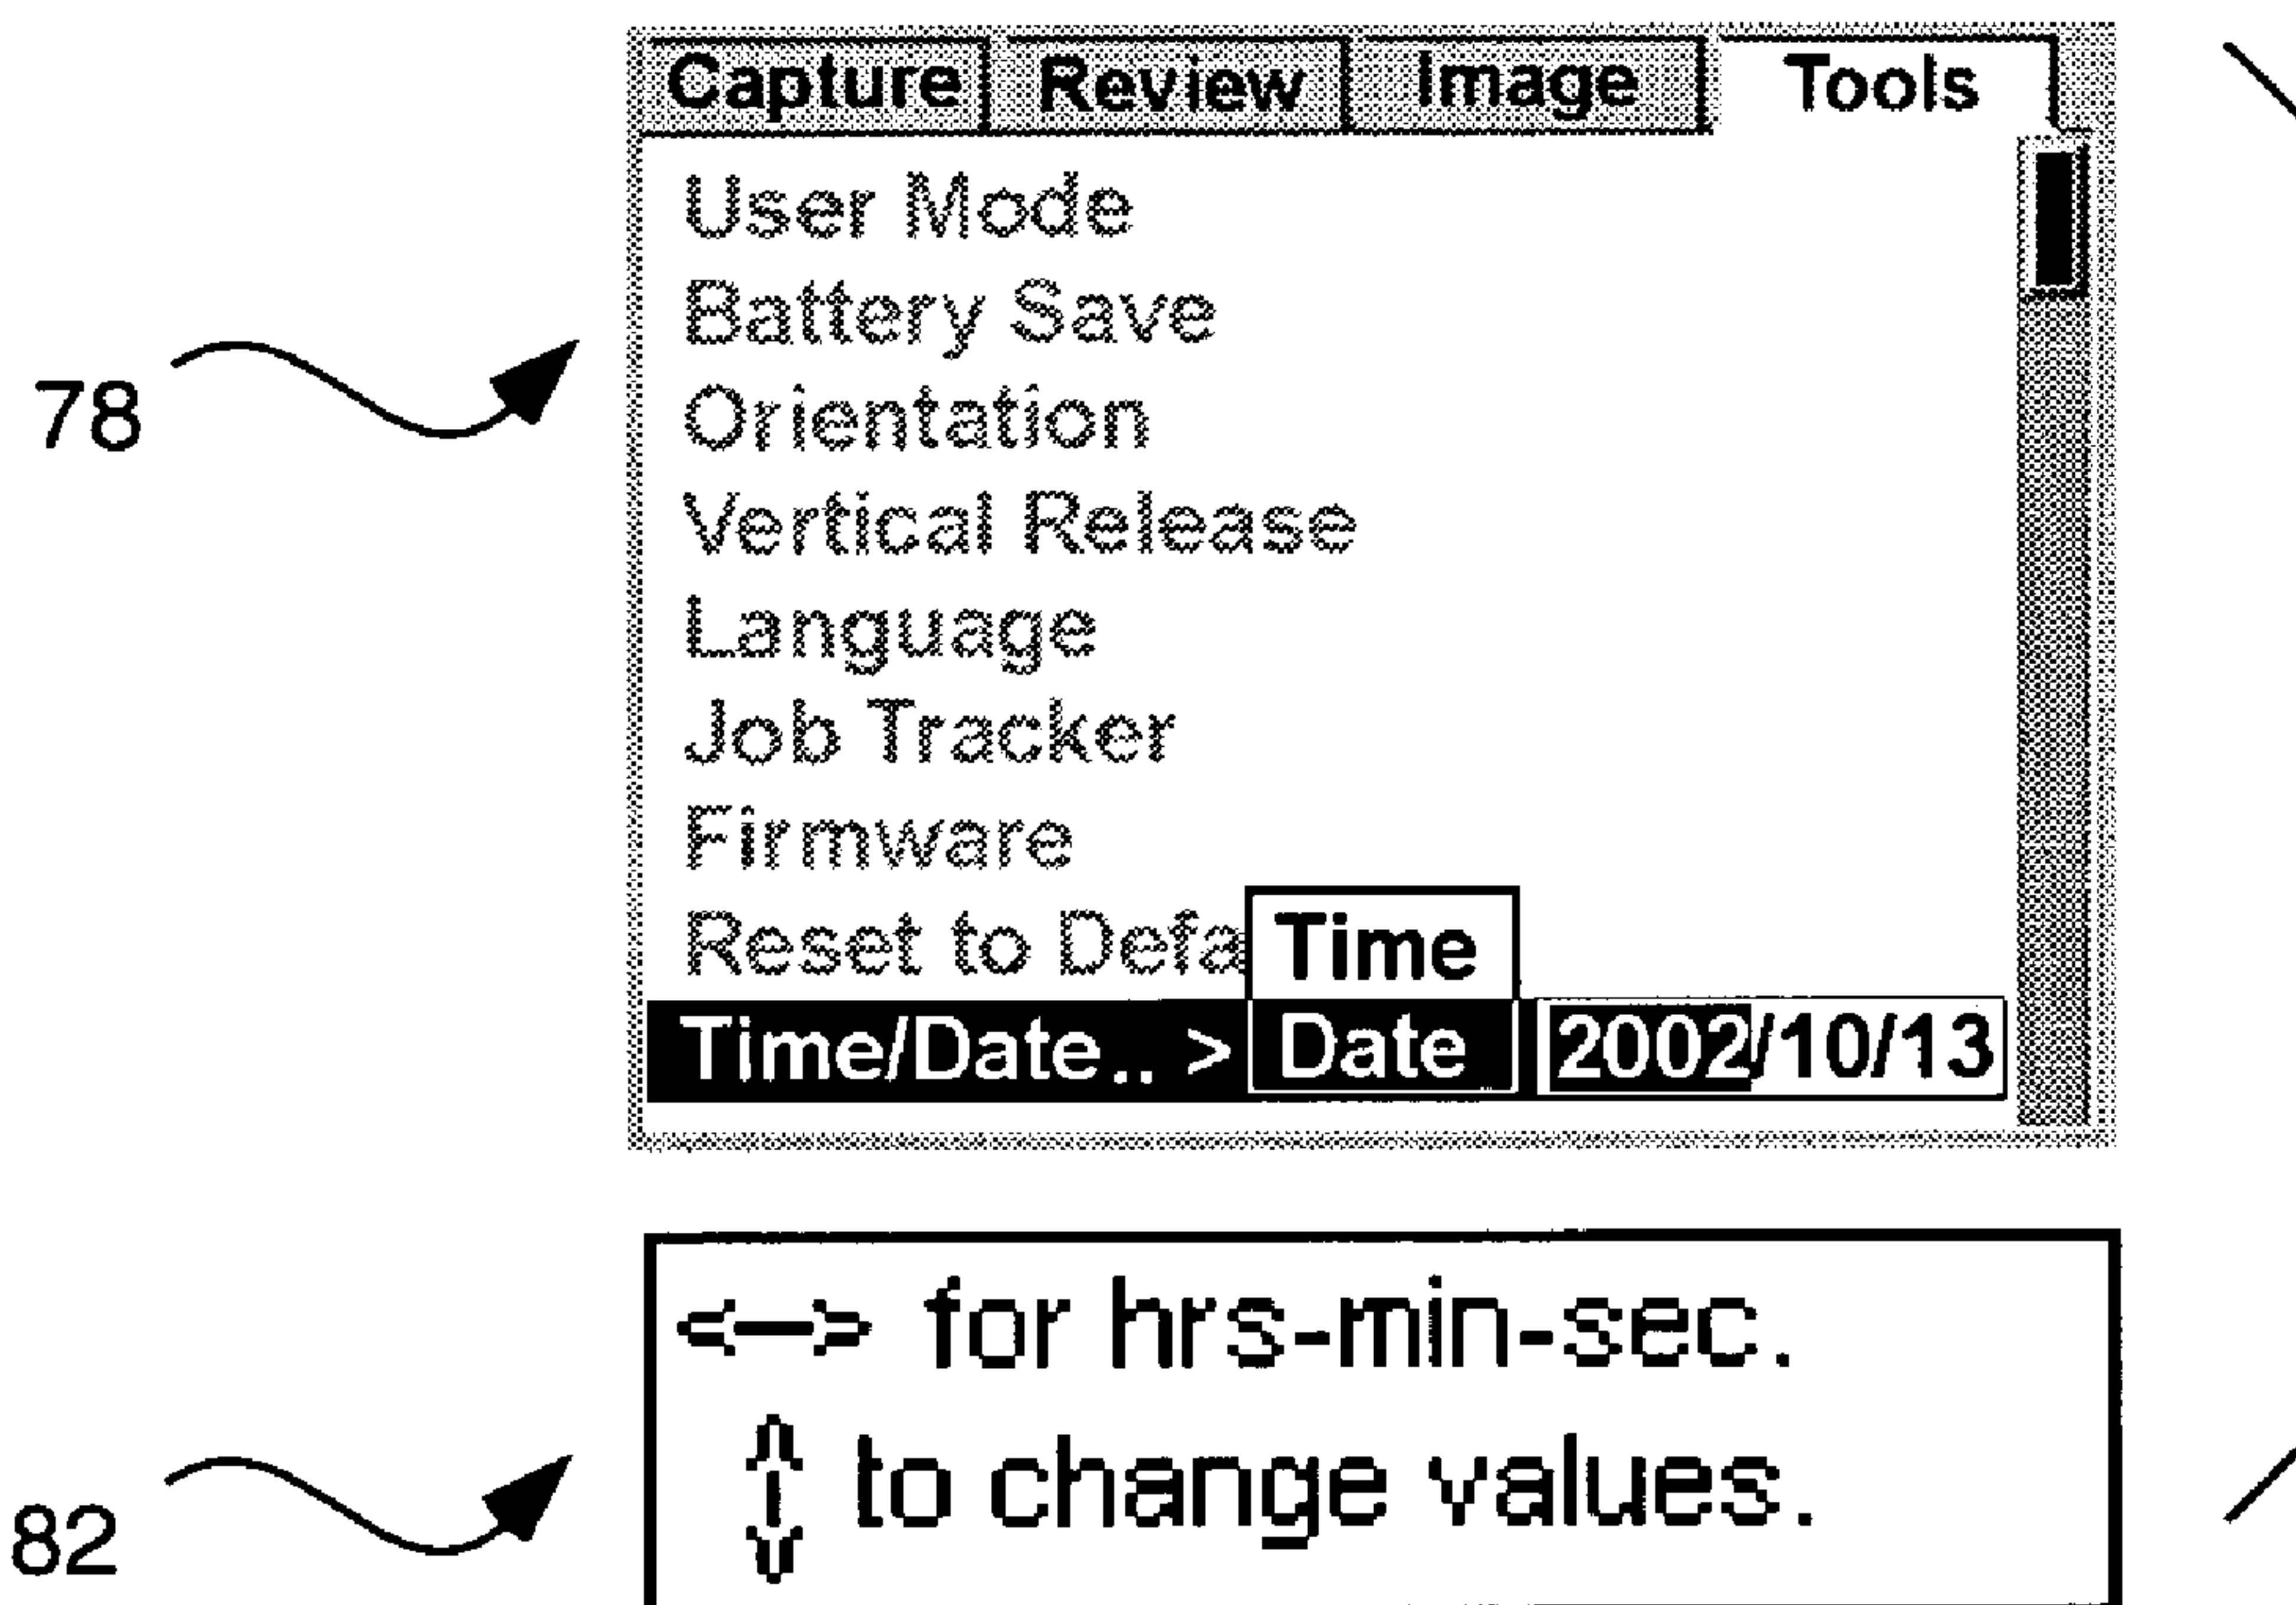 Capture Review Image Tools
User Mode
Battery Save
78
Orientation
Vertical Release
Language
Job Tracker
Firmware
Reset to Defa Time
Time/Date.. > Date 2002/10/13
<-> for hrs-min-sec.
to change values.
82